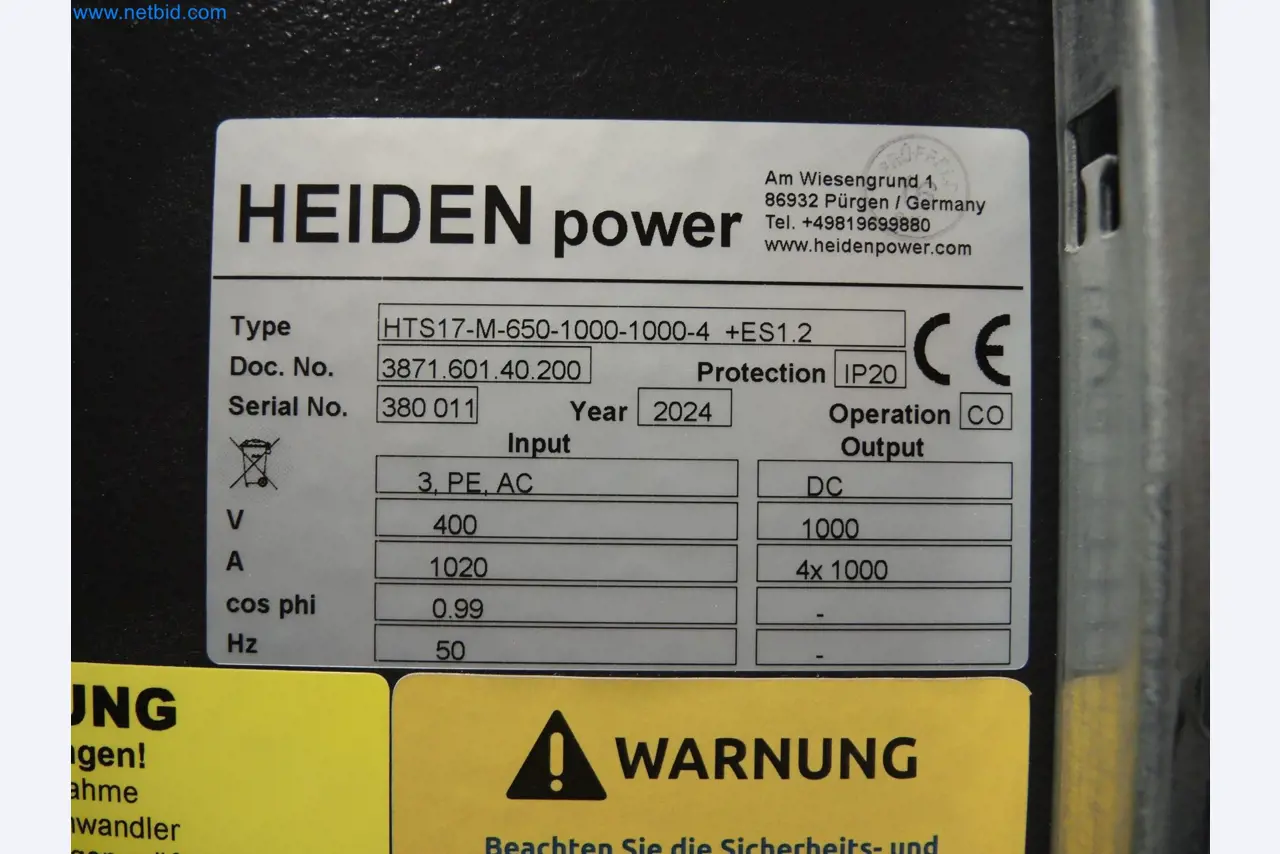 www.netbid.com
HEIDEN power
Am Wiesengrund 1,
86932 Pürgen / Germany
Tel. +49819699880
www.heidenpower.com
Type HTS17-M-650-1000-1000-4 +ES1.2
Doc. No. 3871.601.40.200 Protection IP20
CE
Serial No. 380 011 Year 2024 Operation CO
Input Output
3, PE, AC DC
V 400 1000
A 1020 4x 1000
cos phi 0.99 -
Hz 50 -
UNG
gen!
ahme
nwandler
WARNUNG
Beachten Sie die Sicherheits- und